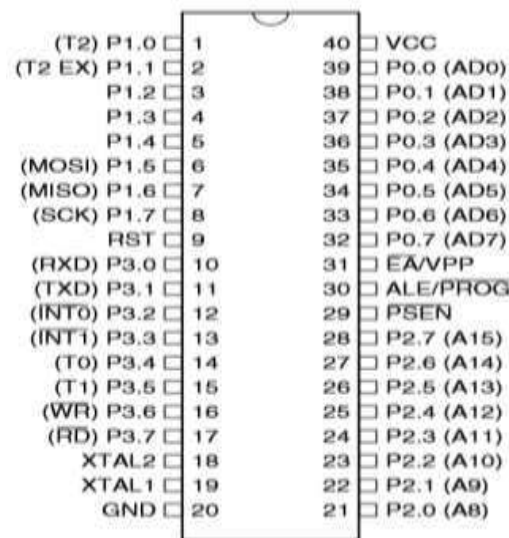 (T2) P1.0 1 40 VCC
(T2 EX) P1.1 2 39 P0.0 (AD0)
P1.2 3 38 P0.1 (AD1)
P1.3 4 37 P0.2 (AD2)
P1.4 5 36 P0.3 (AD3)
(MOSI) P1.5 6 35 P0.4 (AD4)
(MISO) P1.6 7 34 P0.5 (AD5)
(SCK) P1.7 8 33 P0.6 (AD6)
RST 9 32 P0.7 (AD7)
(RXD) P3.0 10 31 E̅A̅/VPP
(TXD) P3.1 11 30 ALE/P̅R̅O̅G̅
(I̅N̅T̅0̅) P3.2 12 29 P̅S̅E̅N̅
(I̅N̅T̅1̅) P3.3 13 28 P2.7 (A15)
(T0) P3.4 14 27 P2.6 (A14)
(T1) P3.5 15 26 P2.5 (A13)
(W̅R̅) P3.6 16 25 P2.4 (A12)
(R̅D̅) P3.7 17 24 P2.3 (A11)
XTAL2 18 23 P2.2 (A10)
XTAL1 19 22 P2.1 (A9)
GND 20 21 P2.0 (A8)